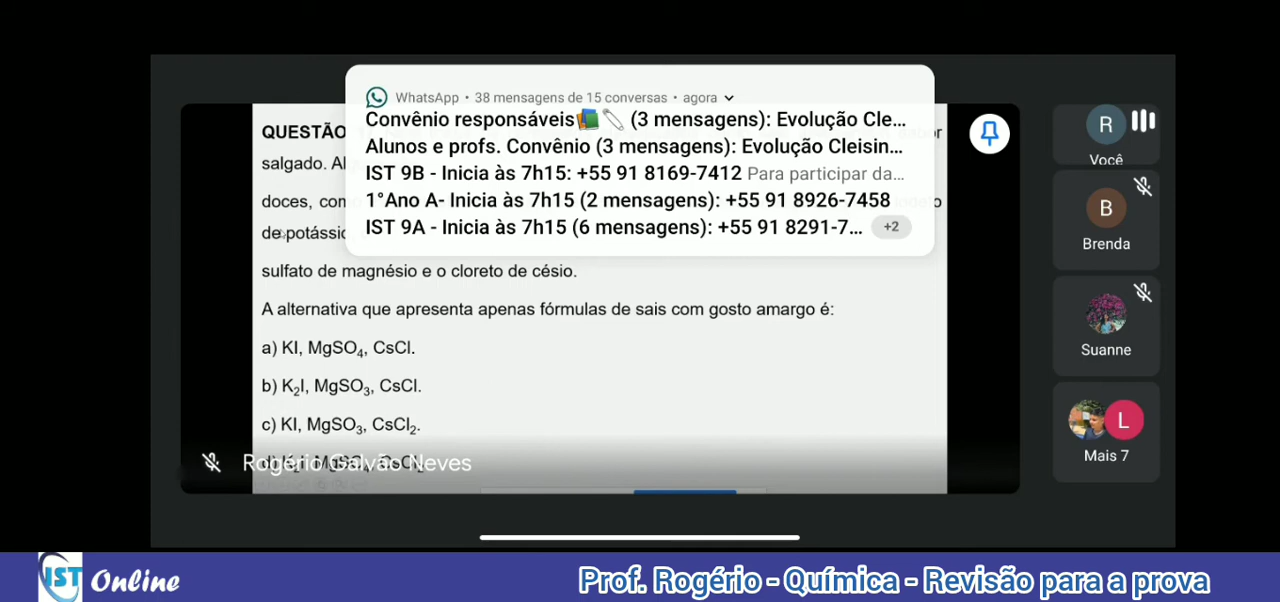 WhatsApp • 38 mensagens de 15 conversas • agora
Convênio responsáveis (3 mensagens): Evolução Cle...
Alunos e profs. Convênio (3 mensagens): Evolução Cleisin...
IST 9B - Inicia às 7h15: +55 91 8169-7412 Para participar da...
1°Ano A- Inicia às 7h15 (2 mensagens): +55 91 8926-7458
IST 9A - Inicia às 7h15 (6 mensagens): +55 91 8291-7... +2
QUESTÃO
salgado.
doces,
de potássio
sulfato de magnésio e o cloreto de césio.
A alternativa que apresenta apenas fórmulas de sais com gosto amargo é:
a) KI, MgSO₄, CsCl.
b) K₂I, MgSO₃, CsCl.
c) KI, MgSO₃, CsCl₂.
Rogério Galvão Neves
R
Você
B
Brenda
Suanne
L
Mais 7
IST Online
Prof. Rogério - Química - Revisão para a prova